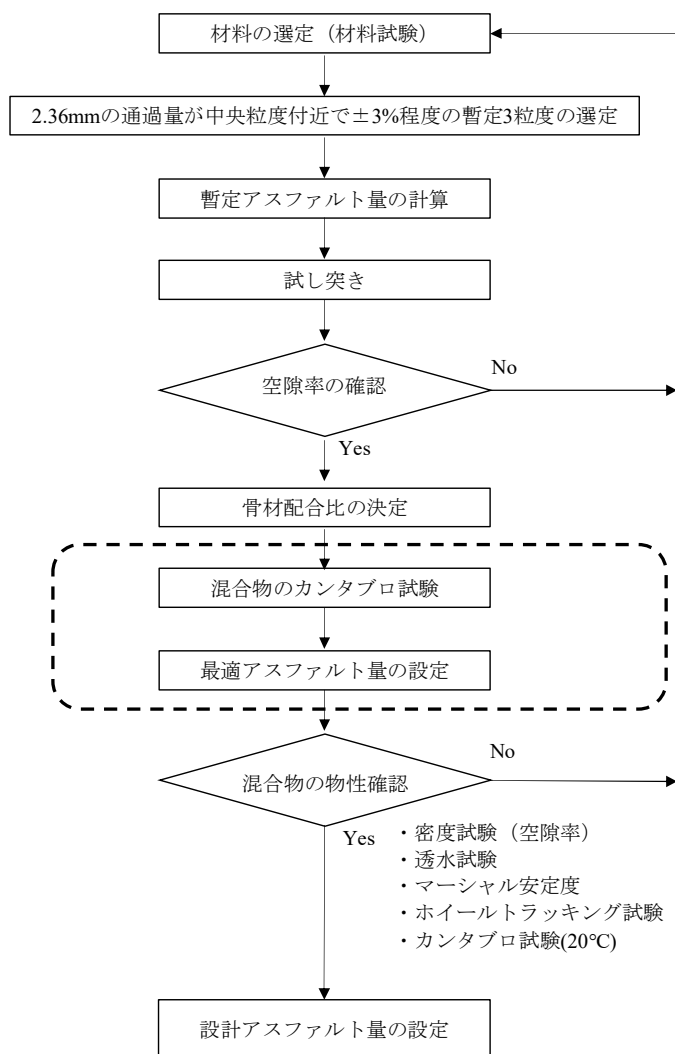 材料の選定（材料試験）
2.36mmの通過量が中央粒度付近で±3%程度の暫定3粒度の選定
暫定アスファルト量の計算
試し突き
空隙率の確認
No
Yes
骨材配合比の決定
混合物のカンタブロ試験
最適アスファルト量の設定
混合物の物性確認
No
Yes
・密度試験（空隙率）
・透水試験
・マーシャル安定度
・ホイールトラッキング試験
・カンタブロ試験(20℃)
設計アスファルト量の設定